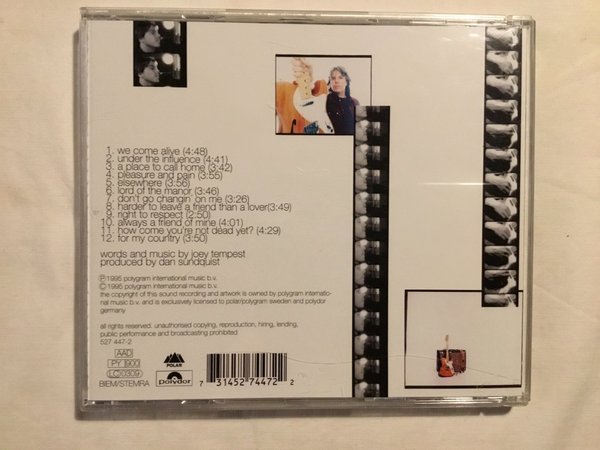 1. we come alive (4:48)
2. under the influence (4:41)
3. a place to call home (3:42)
4. pleasure and pain (3:55)
5. elsewhere (3:56)
6. lord of the manor (3:46)
7. don't go changin' on me (3:26)
8. harder to leave a friend than a lover(3:49)
9. right to respect (2:50)
10. always a friend of mine (4:01)
11. how come you're not dead yet? (4:29)
12. for my country (3:50)
words and music by joey tempest
produced by dan sundquist
Ⓟ 1995 polygram international music b.v.
© 1995 polygram international music b.v.
the copyright of this sound recording and artwork is owned by polygram internatio-
nal music b.v. and is exclusively licensed to polar/polygram sweden and polydor
germany
all rights reserved. unauthorised copying, reproduction, hiring, lending,
public performance and broadcasting prohibited
527 447-2
AAD
PY 900
LC 0309
BIEM/STEMRA
POLAR
Polydor
7 31452 74472 2